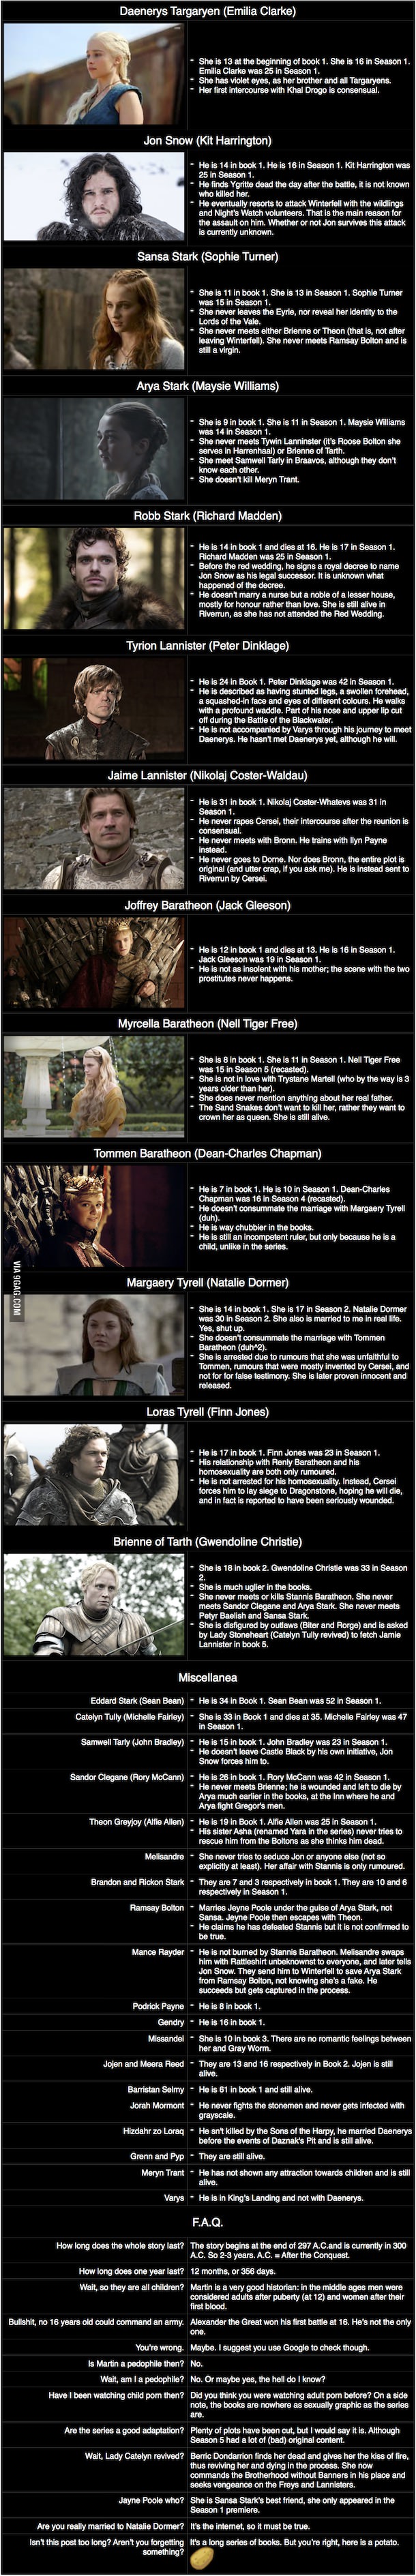 Daenerys Targaryen (Emilia Clarke)
- She is 13 at the beginning of book 1. She is 16 in Season 1.
Emilia Clarke was 25 in Season 1.
- She has violet eyes, as her brother and all Targaryens.
- Her first intercourse with Khal Drogo is consensual.
Jon Snow (Kit Harrington)
- He is 14 in book 1. He is 16 in Season 1. Kit Harrington was
25 in Season 1.
- He finds Ygritte dead the day after the battle, it is not known
who killed her.
- He eventually resorts to attack Winterfell with the wildlings
and Night's Watch volunteers. That is the main reason for
the assault on him. Whether or not Jon survives this attack
is currently unknown.
Sansa Stark (Sophie Turner)
- She is 11 in book 1. She is 13 in Season 1. Sophie Turner
was 15 in Season 1.
- She never leaves the Eyrie, nor reveal her identity to the
Lords of the Vale.
- She never meets either Brienne or Theon (that is, not after
leaving Winterfell). She never meets Ramsay Bolton and is
still a virgin.
Arya Stark (Maysie Williams)
- She is 9 in book 1. She is 11 in Season 1. Maysie Williams
was 14 in Season 1.
- She never meets Tywin Lanninster (it's Roose Bolton she
serves in Harrenhaal) or Brienne of Tarth.
- She meet Samwell Tarly in Braavos, although they don't
know each other.
- She doesn't kill Meryn Trant.
Robb Stark (Richard Madden)
- He is 14 in book 1 and dies at 16. He is 17 in Season 1.
Richard Madden was 25 in Season 1.
- Before the red wedding, he signs a royal decree to name
Jon Snow as his legal successor. It is unknown what
happened of the decree.
- He doesn't marry a nurse but a noble of a lesser house,
mostly for honour rather than love. She is still alive in
Riverrun, as she has not attended the Red Wedding.
Tyrion Lannister (Peter Dinklage)
- He is 24 in Book 1. Peter Dinklage was 42 in Season 1.
- He is described as having stunted legs, a swollen forehead,
a squashed-in face and eyes of different colours. He walks
with a profound waddle. Part of his nose and upper lip cut
off during the Battle of the Blackwater.
- He is not accompanied by Varys through his journey to meet
Daenerys. He hasn't met Daenerys yet, although he will.
Jaime Lannister (Nikolaj Coster-Waldau)
- He is 31 in book 1. Nikolaj Coster-Whatevs was 31 in
Season 1.
- He never rapes Cersei, their intercourse after the reunion is
consensual.
- He never meets with Bronn. He trains with Ilyn Payne
instead.
- He never goes to Dorne. Nor does Bronn, the entire plot is
original (and utter crap, if you ask me). He is instead sent to
Riverrun by Cersei.
Joffrey Baratheon (Jack Gleeson)
- He is 12 in book 1 and dies at 13. He is 16 in Season 1.
Jack Gleeson was 19 in Season 1.
- He is not as insolent with his mother; the scene with the two
prostitutes never happens.
Myrcella Baratheon (Nell Tiger Free)
- She is 8 in book 1. She is 11 in Season 1. Nell Tiger Free
was 15 in Season 5 (recasted).
- She is not in love with Trystane Martell (who by the way is 3
years older than her).
- She does never mention anything about her real father.
- The Sand Snakes don't want to kill her, rather they want to
crown her as queen. She is still alive.
Tommen Baratheon (Dean-Charles Chapman)
- He is 7 in book 1. He is 10 in Season 1. Dean-Charles
Chapman was 16 in Season 4 (recasted).
- He doesn't consummate the marriage with Margaery Tyrell
(duh).
- He is way chubbier in the books.
- He is still an incompetent ruler, but only because he is a
child, unlike in the series.
VIA 9GAG.COM
Margaery Tyrell (Natalie Dormer)
- She is 14 in book 1. She is 17 in Season 2. Natalie Dormer
was 30 in Season 2. She also is married to me in real life.
Yes, shut up.
- She doesn't consummate the marriage with Tommen
Baratheon (duh^2).
- She is arrested due to rumours that she was unfaithful to
Tommen, rumours that were mostly invented by Cersei, and
not for for false testimony. She is later proven innocent and
released.
Loras Tyrell (Finn Jones)
- He is 17 in book 1. Finn Jones was 23 in Season 1.
- His relationship with Renly Baratheon and his
homosexuality are both only rumoured.
- He is not arrested for his homosexuality. Instead, Cersei
forces him to lay siege to Dragonstone, hoping he will die,
and in fact is reported to have been seriously wounded.
Brienne of Tarth (Gwendoline Christie)
- She is 18 in book 2. Gwendoline Christie was 33 in Season
2.
- She is much uglier in the books.
- She never meets or kills Stannis Baratheon. She never
meets Sandor Clegane and Arya Stark. She never meets
Petyr Baelish and Sansa Stark.
- She is disfigured by outlaws (Biter and Rorge) and is asked
by Lady Stoneheart (Catelyn Tully revived) to fetch Jamie
Lannister in book 5.
Miscellanea
Eddard Stark (Sean Bean) - He is 34 in Book 1. Sean Bean was 52 in Season 1.
Catelyn Tully (Michelle Fairley) - She is 33 in Book 1 and dies at 35. Michelle Fairley was 47
in Season 1.
Samwell Tarly (John Bradley) - He is 15 in book 1. John Bradley was 23 in Season 1.
- He doesn't leave Castle Black by his own initiative, Jon
Snow forces him to.
Sandor Clegane (Rory McCann) - He is 26 in book 1. Rory McCann was 42 in Season 1.
- He never meets Brienne; he is wounded and left to die by
Arya much earlier in the books, at the Inn where he and
Arya fight Gregor's men.
Theon Greyjoy (Alfie Allen) - He is 19 in Book 1. Alfie Allen was 25 in Season 1.
- His sister Asha (renamed Yara in the series) never tries to
rescue him from the Boltons as she thinks him dead.
Melisandre - She never tries to seduce Jon or anyone else (not so
explicitly at least). Her affair with Stannis is only rumoured.
Brandon and Rickon Stark - They are 7 and 3 respectively in book 1. They are 10 and 6
respectively in Season 1.
Ramsay Bolton - Marries Jeyne Poole under the guise of Arya Stark, not
Sansa. Jeyne Poole then escapes with Theon.
- He claims he has defeated Stannis but it is not confirmed to
be true.
Mance Rayder - He is not burned by Stannis Baratheon. Melisandre swaps
him with Rattleshirt unbeknownst to everyone, and later tells
Jon Snow. They send him to Winterfell to save Arya Stark
from Ramsay Bolton, not knowing she's a fake. He
succeeds but gets captured in the process.
Podrick Payne - He is 8 in book 1.
Gendry - He is 16 in book 1.
Missandei - She is 10 in book 3. There are no romantic feelings between
her and Gray Worm.
Jojen and Meera Reed - They are 13 and 16 respectively in Book 2. Jojen is still
alive.
Barristan Selmy - He is 61 in book 1 and still alive.
Jorah Mormont - He never fights the stonemen and never gets infected with
grayscale.
Hizdahr zo Loraq - He sn't killed by the Sons of the Harpy, he married Daenerys
before the events of Daznak's Pit and is still alive.
Grenn and Pyp - They are still alive.
Meryn Trant - He has not shown any attraction towards children and is still
alive.
Varys - He is in King's Landing and not with Daenerys.
F.A.Q.
How long does the whole story last? The story begins at the end of 297 A.C.and is currently in 300
A.C. So 2-3 years. A.C. = After the Conquest.
How long does one year last? 12 months, or 356 days.
Wait, so they are all children? Martin is a very good historian: in the middle ages men were
considered adults after puberty (at 12) and women after their
first blood.
Bullshit, no 16 years old could command an army. Alexander the Great won his first battle at 16. He's not the only
one.
You're wrong. Maybe. I suggest you use Google to check though.
Is Martin a pedophile then? No.
Wait, am I a pedophile? No. Or maybe yes, the hell do I know?
Have I been watching child porn then? Did you think you were watching adult porn before? On a side
note, the books are nowhere as sexually graphic as the series
are.
Are the series a good adaptation? Plenty of plots have been cut, but I would say it is. Although
Season 5 had a lot of (bad) original content.
Wait, Lady Catelyn revived? Berric Dondarrion finds her dead and gives her the kiss of fire,
thus reviving her and dying in the process. She now
commands the Brotherhood without Banners in his place and
seeks vengeance on the Freys and Lannisters.
Jayne Poole who? She is Sansa Stark's best friend, she only appeared in the
Season 1 premiere.
Are you really married to Natalie Dormer? It's the internet, so it must be true.
Isn't this post too long? Aren't you forgetting It's a long series of books. But you're right, here is a potato.
something?